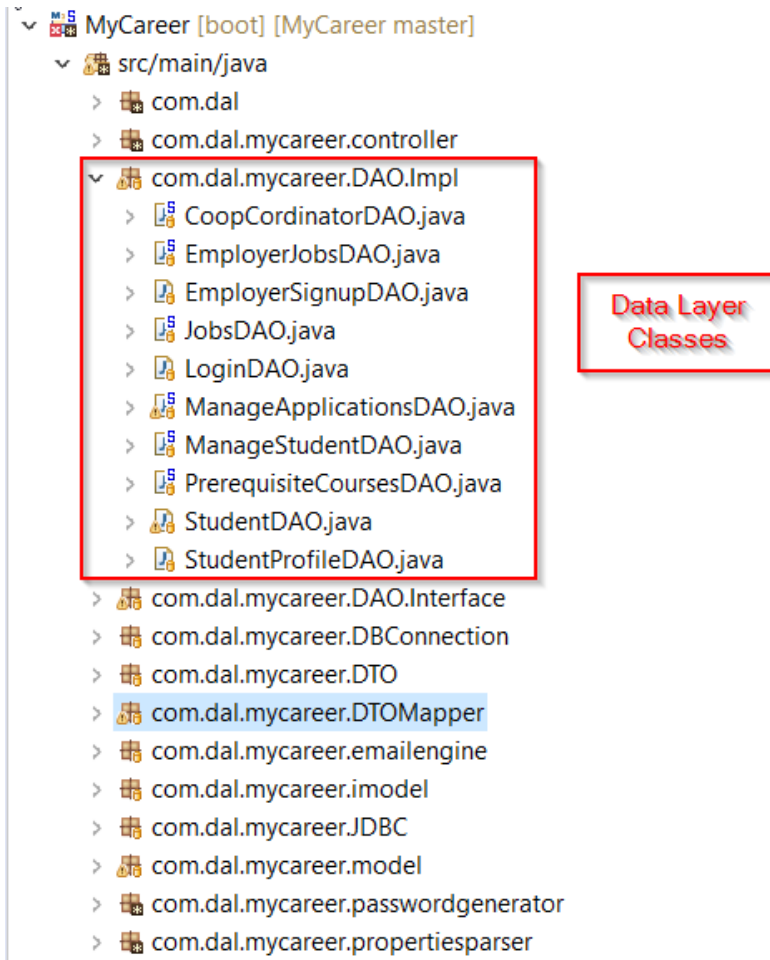 MyCareer [boot] [MyCareer master]
src/main/java
com.dal
com.dal.mycareer.controller
com.dal.mycareer.DAO.Impl
CoopCordinatorDAO.java
EmployerJobsDAO.java
EmployerSignupDAO.java
JobsDAO.java
LoginDAO.java
ManageApplicationsDAO.java
ManageStudentDAO.java
PrerequisiteCoursesDAO.java
StudentDAO.java
StudentProfileDAO.java
Data Layer
Classes
com.dal.mycareer.DAO.Interface
com.dal.mycareer.DBConnection
com.dal.mycareer.DTO
com.dal.mycareer.DTOMapper
com.dal.mycareer.emailengine
com.dal.mycareer.imodel
com.dal.mycareer.JDBC
com.dal.mycareer.model
com.dal.mycareer.passwordgenerator
com.dal.mycareer.propertiesparser